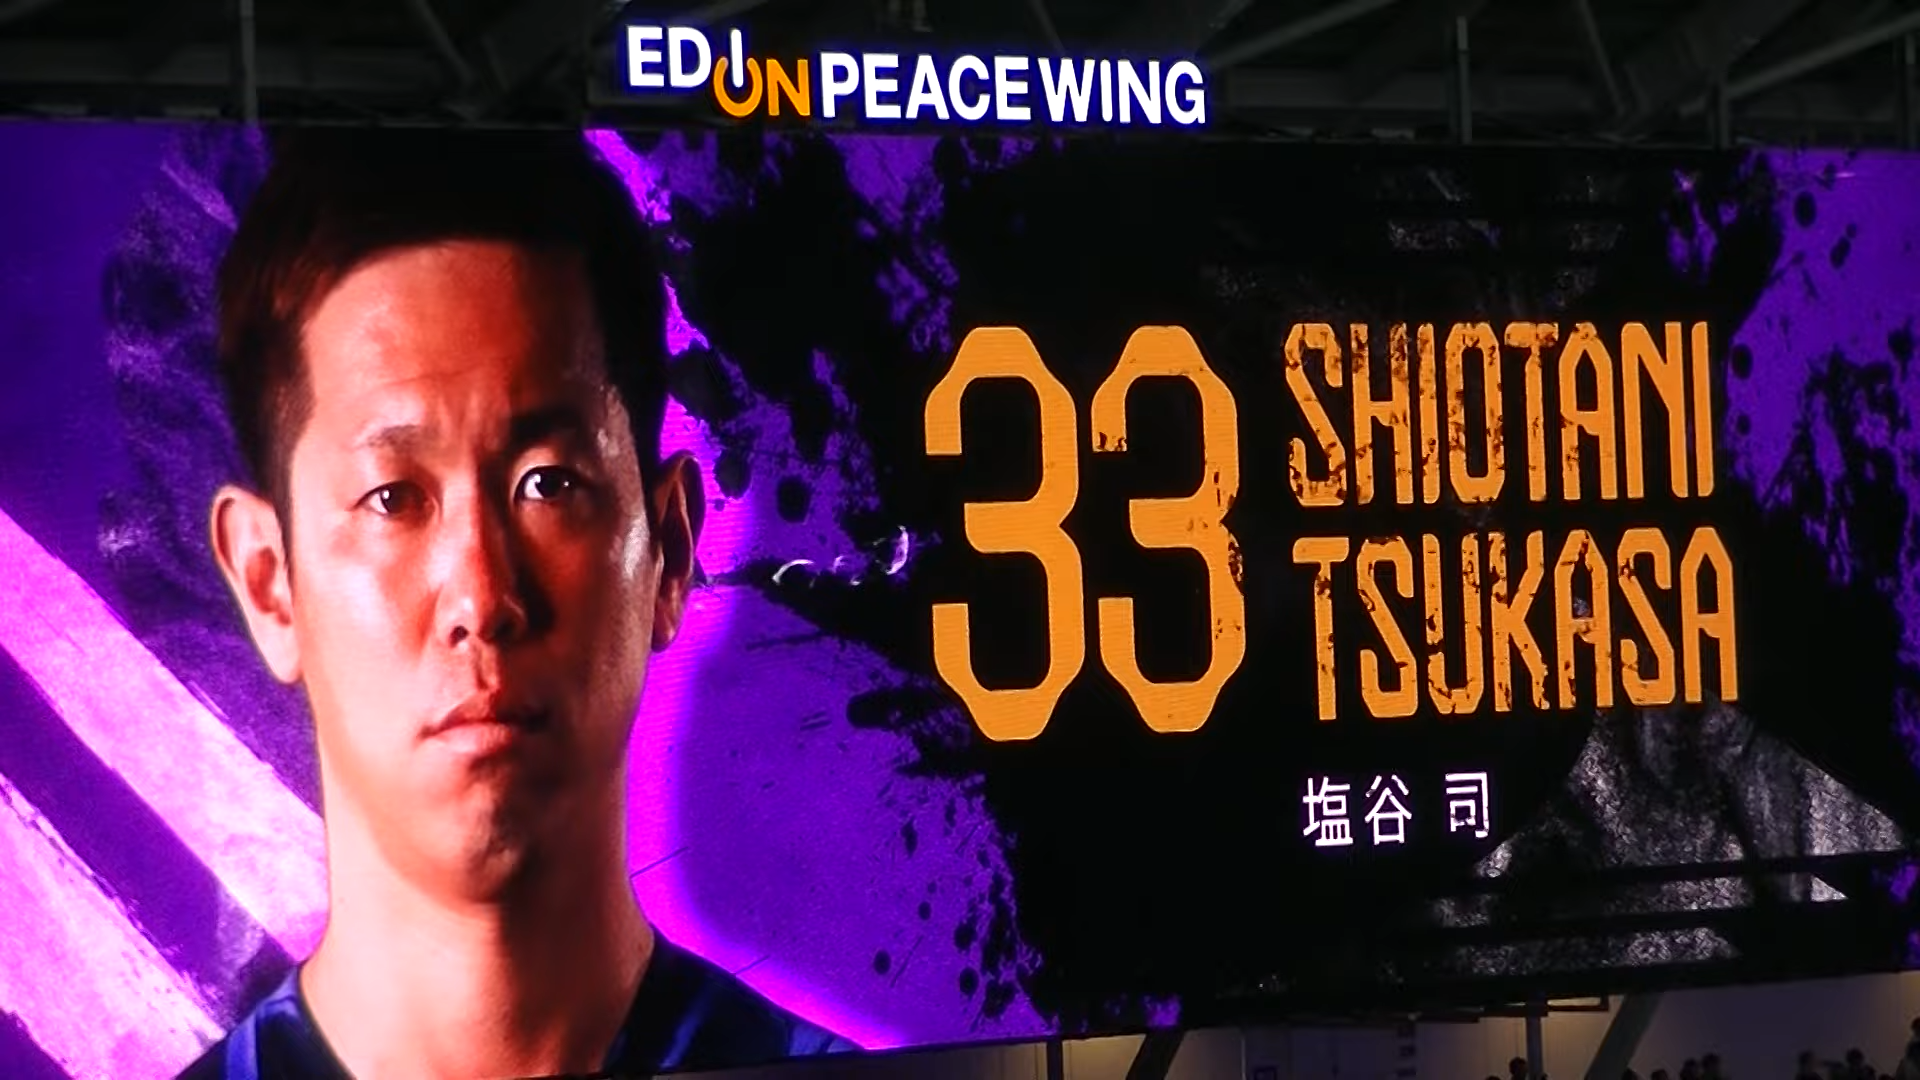 EDION PEACE WING
33
SHIOTANI
TSUKASA
塩谷 司